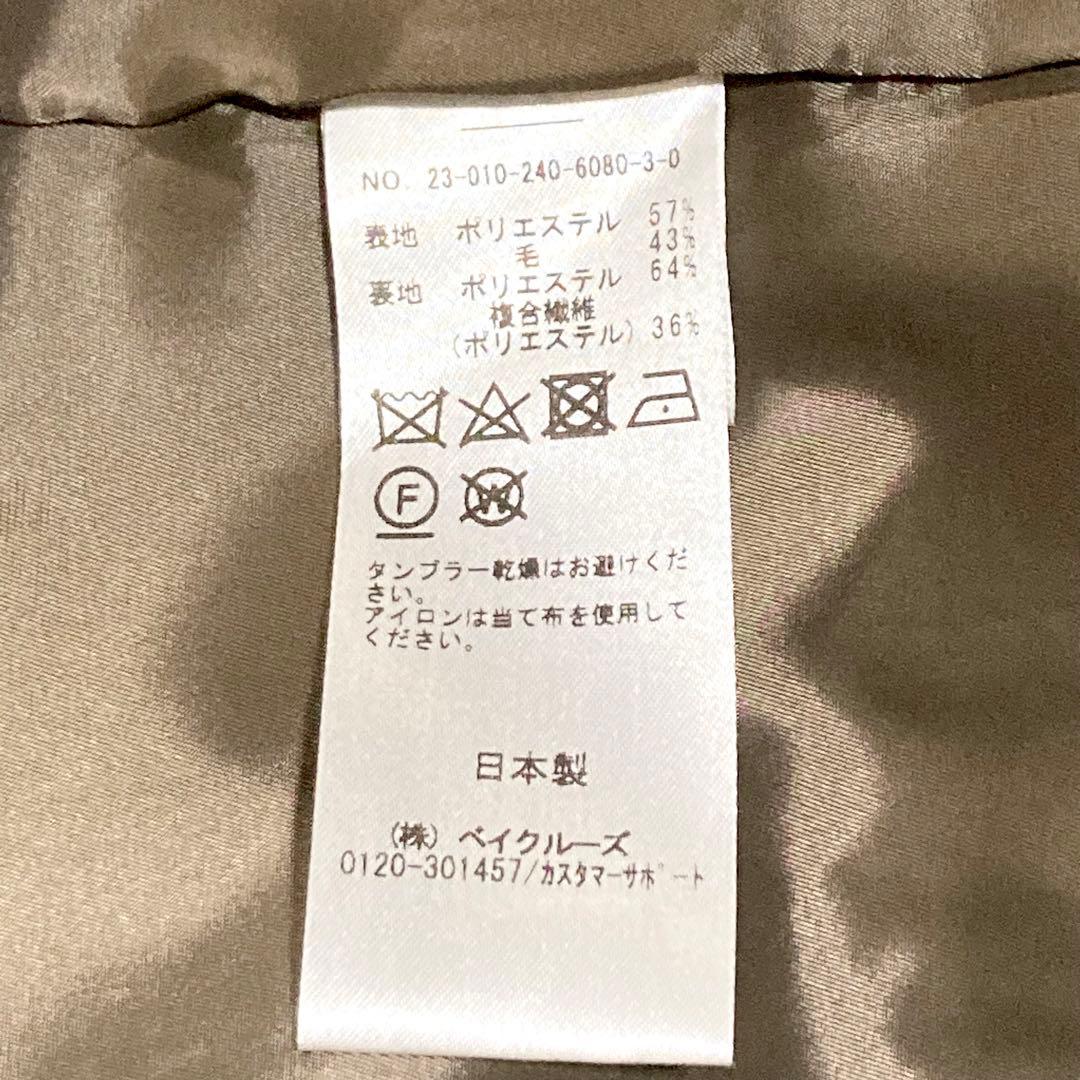 NO. 23-010-240-6080-3-0
表地 ポリエステル 57%
毛 43%
裏地 ポリエステル 64%
複合繊維
(ポリエステル) 36%
F
W
タンブラー乾燥はお避けくだ
さい。
アイロンは当て布を使用して
ください。
日本製
(株) ベイクルーズ
0120-301457/カスタマーサポート